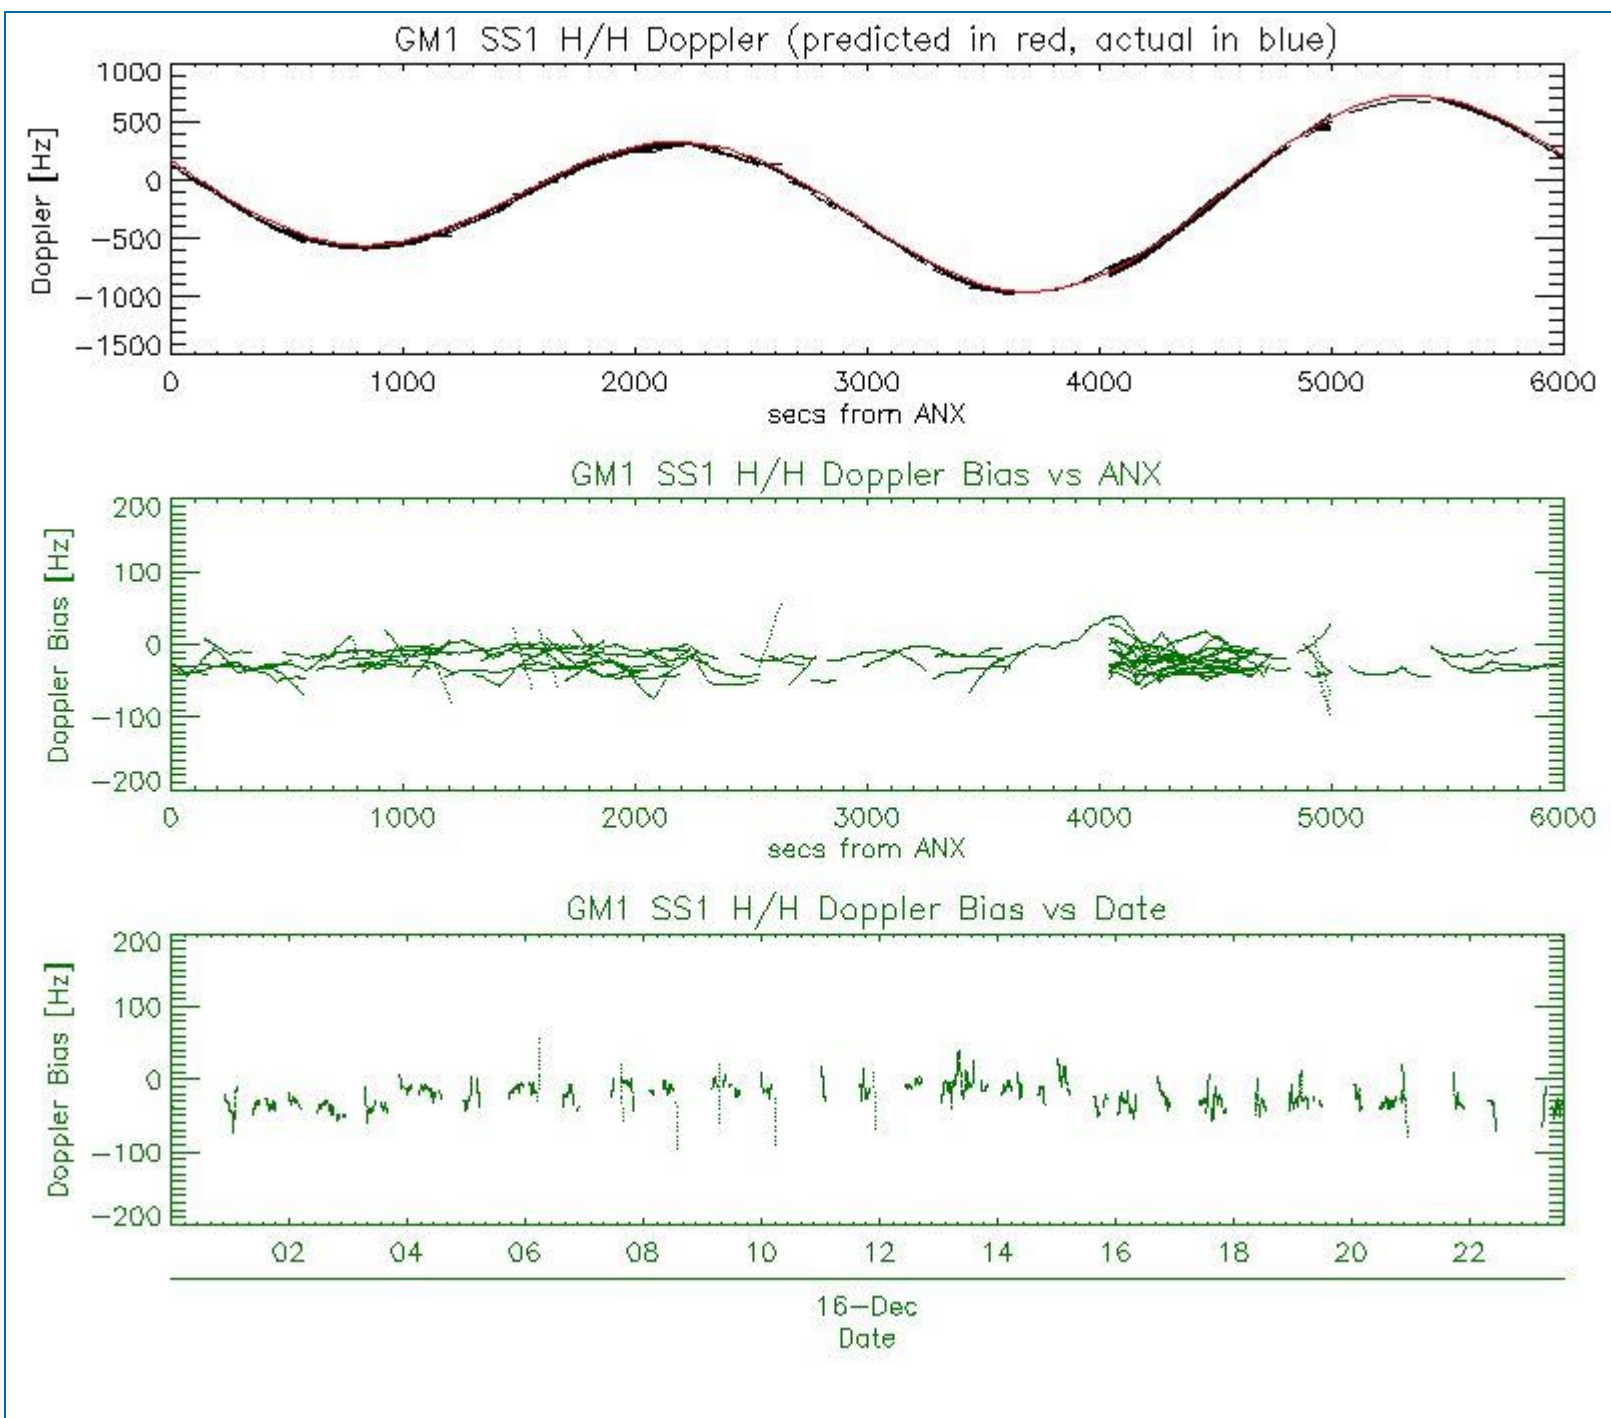 GM1 SS1 H/H Doppler (predicted in red, actual in blue)
1000
500
0
-500
-1000
-1500
Doppler [Hz]
0 1000 2000 3000 4000 5000 6000
secs from ANX
GM1 SS1 H/H Doppler Bias vs ANX
200
100
0
-100
-200
Doppler Bias [Hz]
0 1000 2000 3000 4000 5000 6000
secs from ANX
GM1 SS1 H/H Doppler Bias vs Date
200
100
0
-100
-200
Doppler Bias [Hz]
02 04 06 08 10 12 14 16 18 20 22
16-Dec
Date